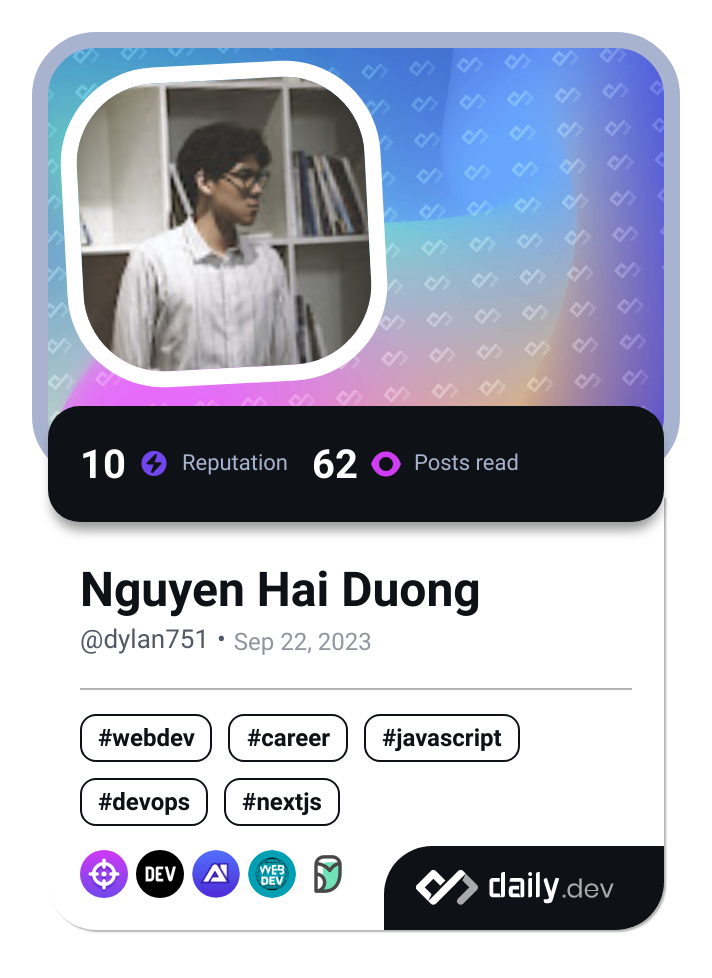 10 Reputation 62 Posts read
Nguyen Hai Duong
@dylan751 • Sep 22, 2023
#webdev #career #javascript
#devops #nextjs
DEV WEB DEV
daily.dev